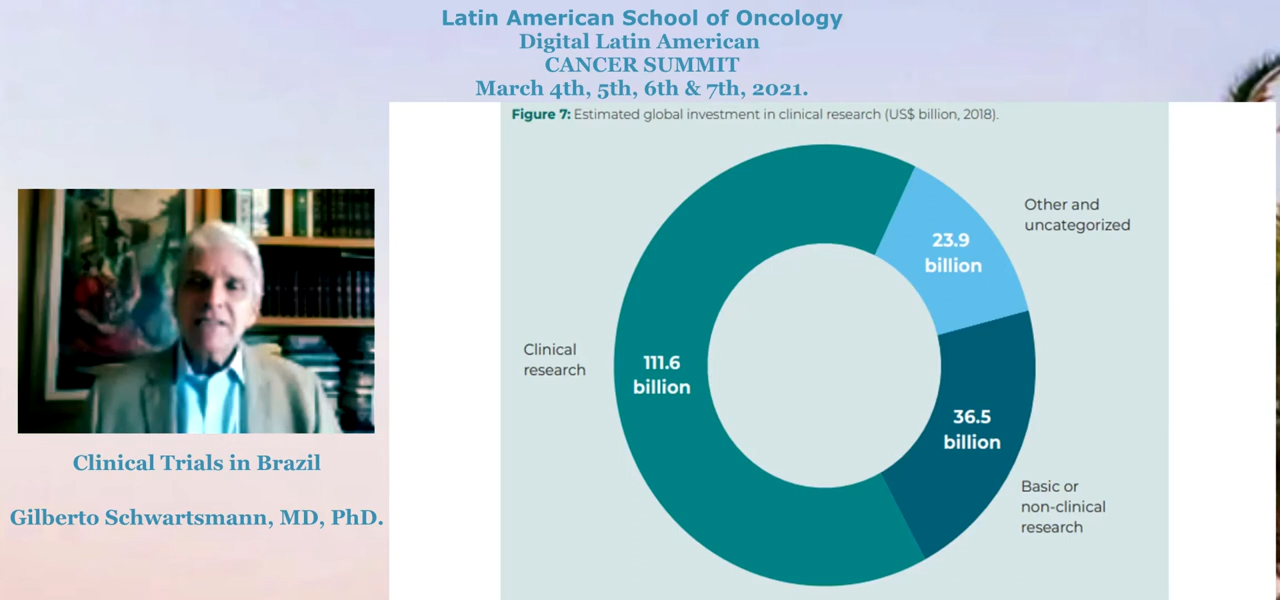 Latin American School of Oncology
Digital Latin American
CANCER SUMMIT
March 4th, 5th, 6th & 7th, 2021.
Figure 7: Estimated global investment in clinical research (US$ billion, 2018).
Other and
uncategorized
23.9
billion
Clinical
research
111.6
billion
36.5
billion
Basic or
non-clinical
research
Clinical Trials in Brazil
Gilberto Schwartsmann, MD, PhD.